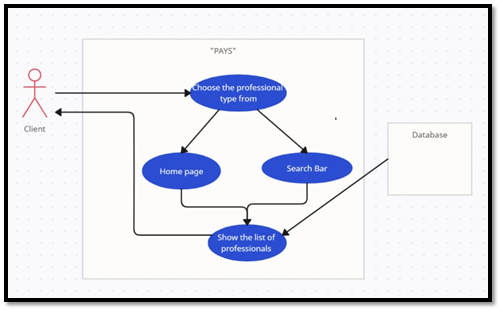 "PAYS"
Choose the professional
type from
Client
Database
Home page
Search Bar
Show the list of
professionals